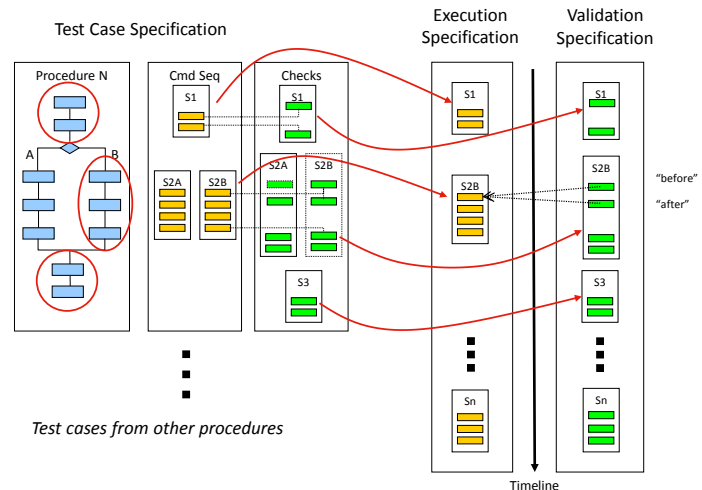 Test Case Specification
Execution
Specification
Validation
Specification
Procedure N
Cmd Seq
Checks
S1
S1
S1
S1
A
B
S2A
S2B
S2A
S2B
S2B
S2B
“before”
“after”
S3
S3
Sn
Sn
Test cases from other procedures
Timeline